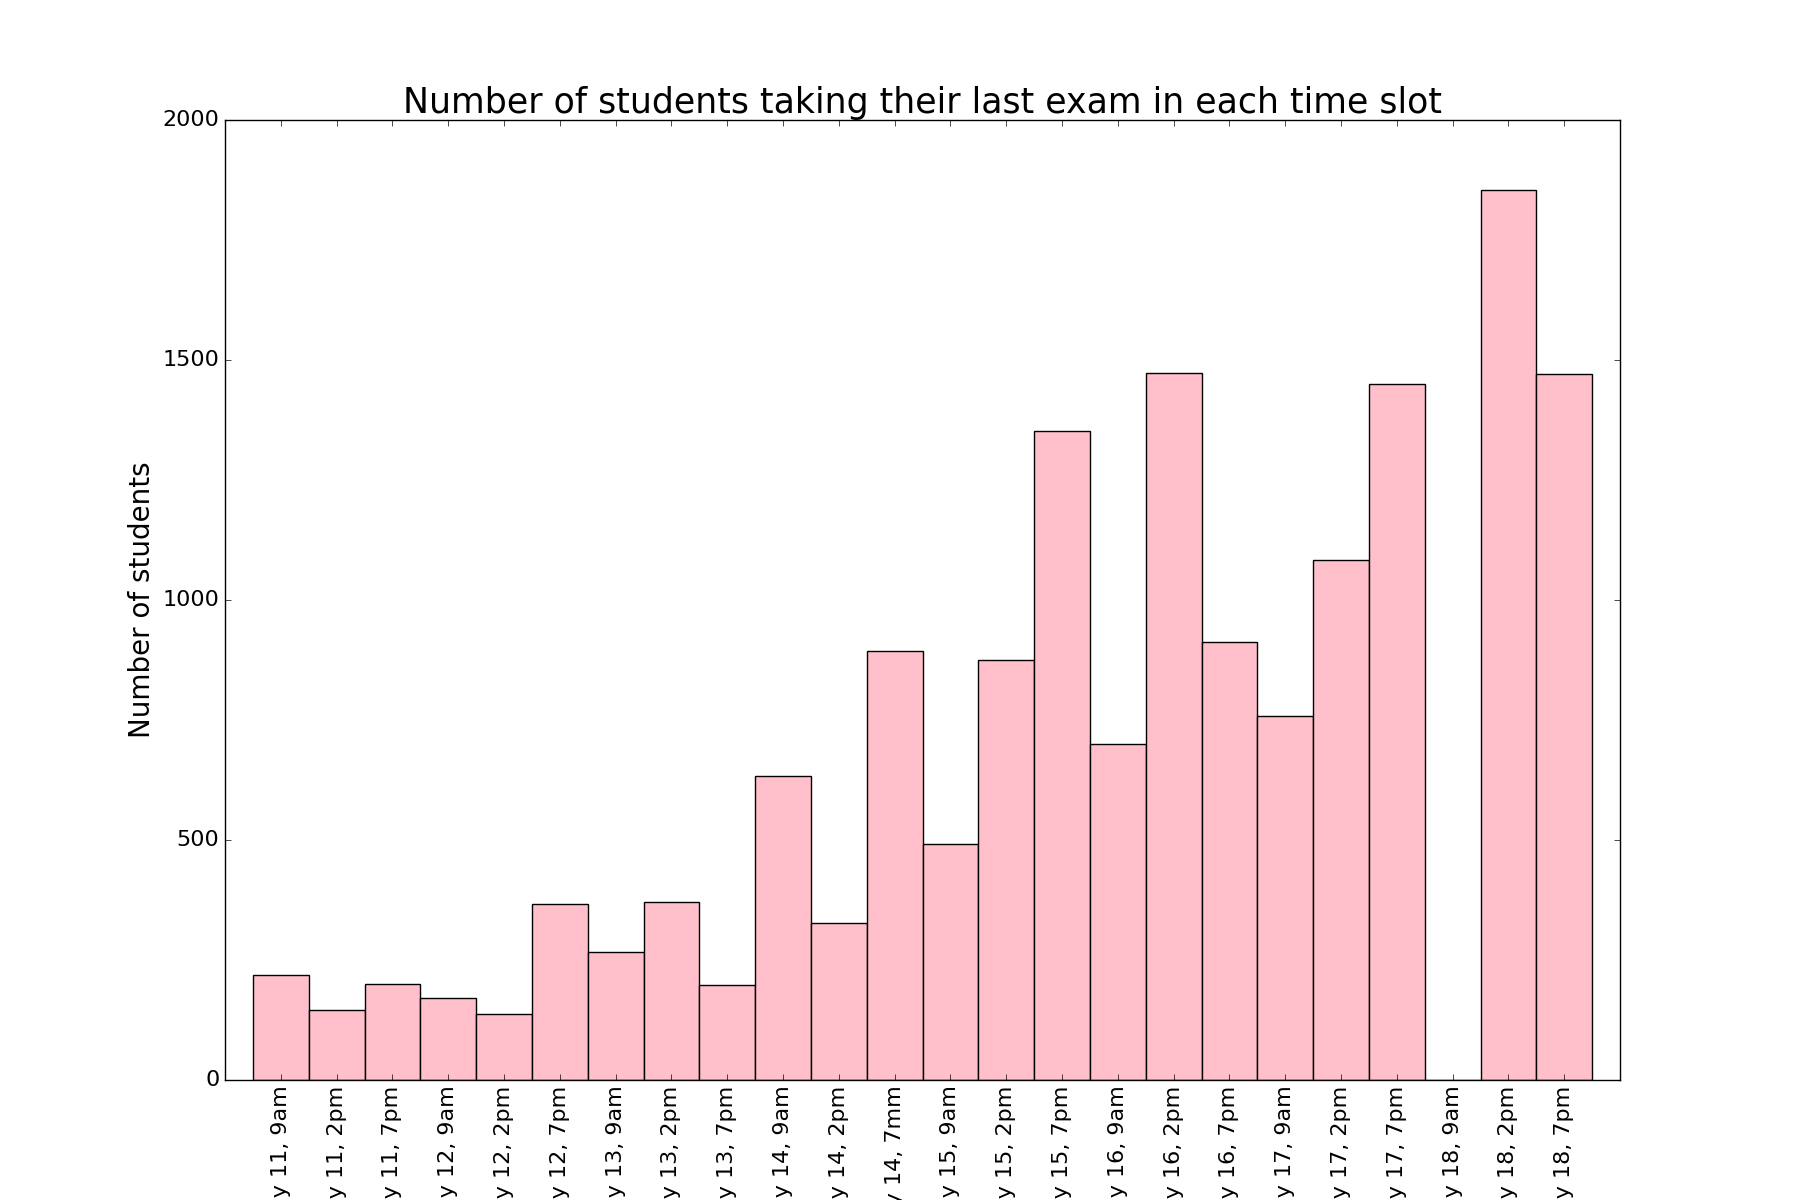 Number of students taking their last exam in each time slot
Number of students
2000
1500
1000
500
0
y 11, 9am
y 11, 2pm
y 11, 7pm
y 12, 9am
y 12, 2pm
y 12, 7pm
y 13, 9am
y 13, 2pm
y 13, 7pm
y 14, 9am
y 14, 2pm
y 14, 7mm
y 15, 9am
y 15, 2pm
y 15, 7pm
y 16, 9am
y 16, 2pm
y 16, 7pm
y 17, 9am
y 17, 2pm
y 17, 7pm
y 18, 9am
y 18, 2pm
y 18, 7pm